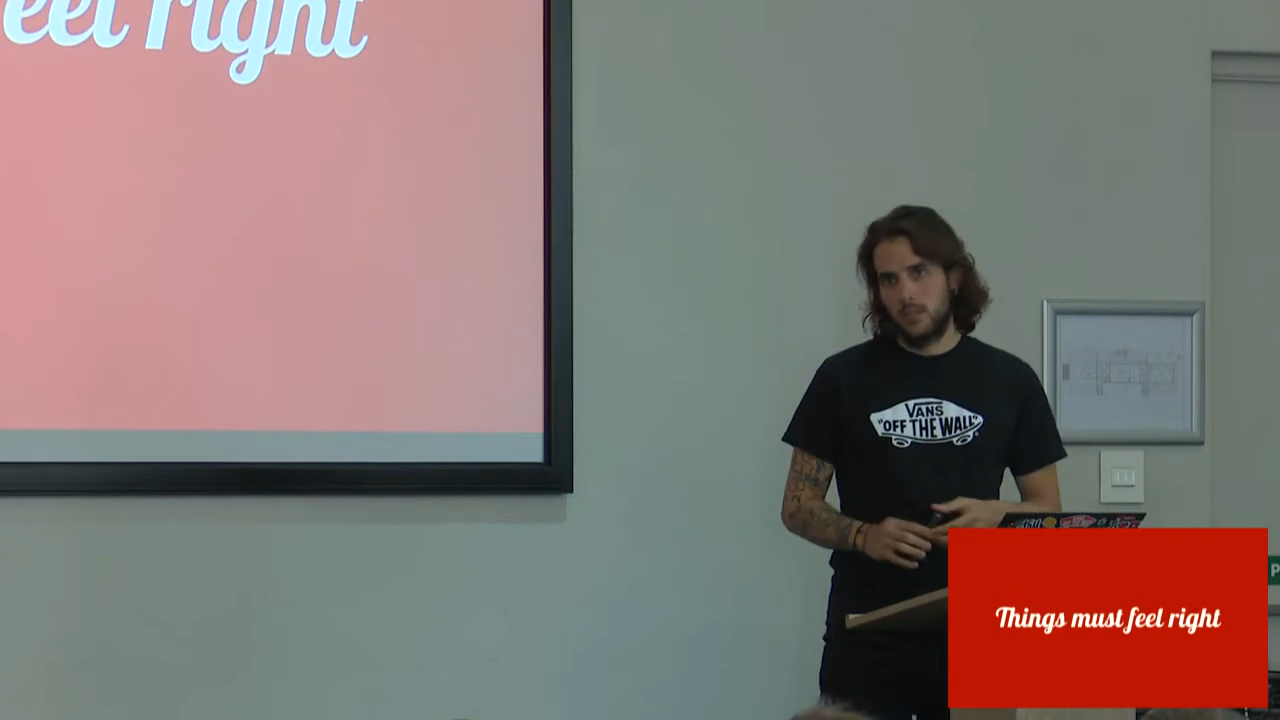 eel right
VANS
"OFF THE WALL"
Things must feel right
P